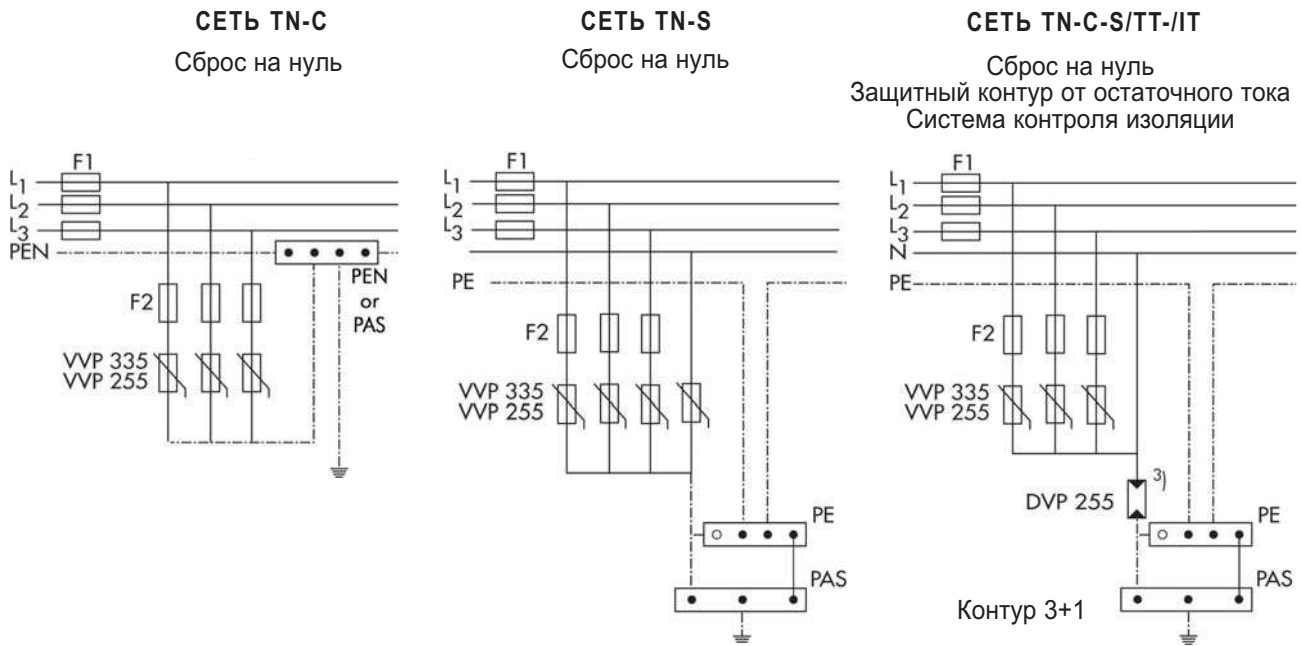 СЕТЬ TN-C
Сброс на нуль
F1
L1
L2
L3
PEN
PEN
or
PAS
F2
VVP 335
VVP 255
СЕТЬ TN-S
Сброс на нуль
F1
L1
L2
L3
PE
F2
VVP 335
VVP 255
PE
PAS
СЕТЬ TN-C-S/TT-/IT
Сброс на нуль
Защитный контур от остаточного тока
Система контроля изоляции
F1
L1
L2
L3
N
PE
F2
VVP 335
VVP 255
3)
DVP 255
PE
PAS
Контур 3+1